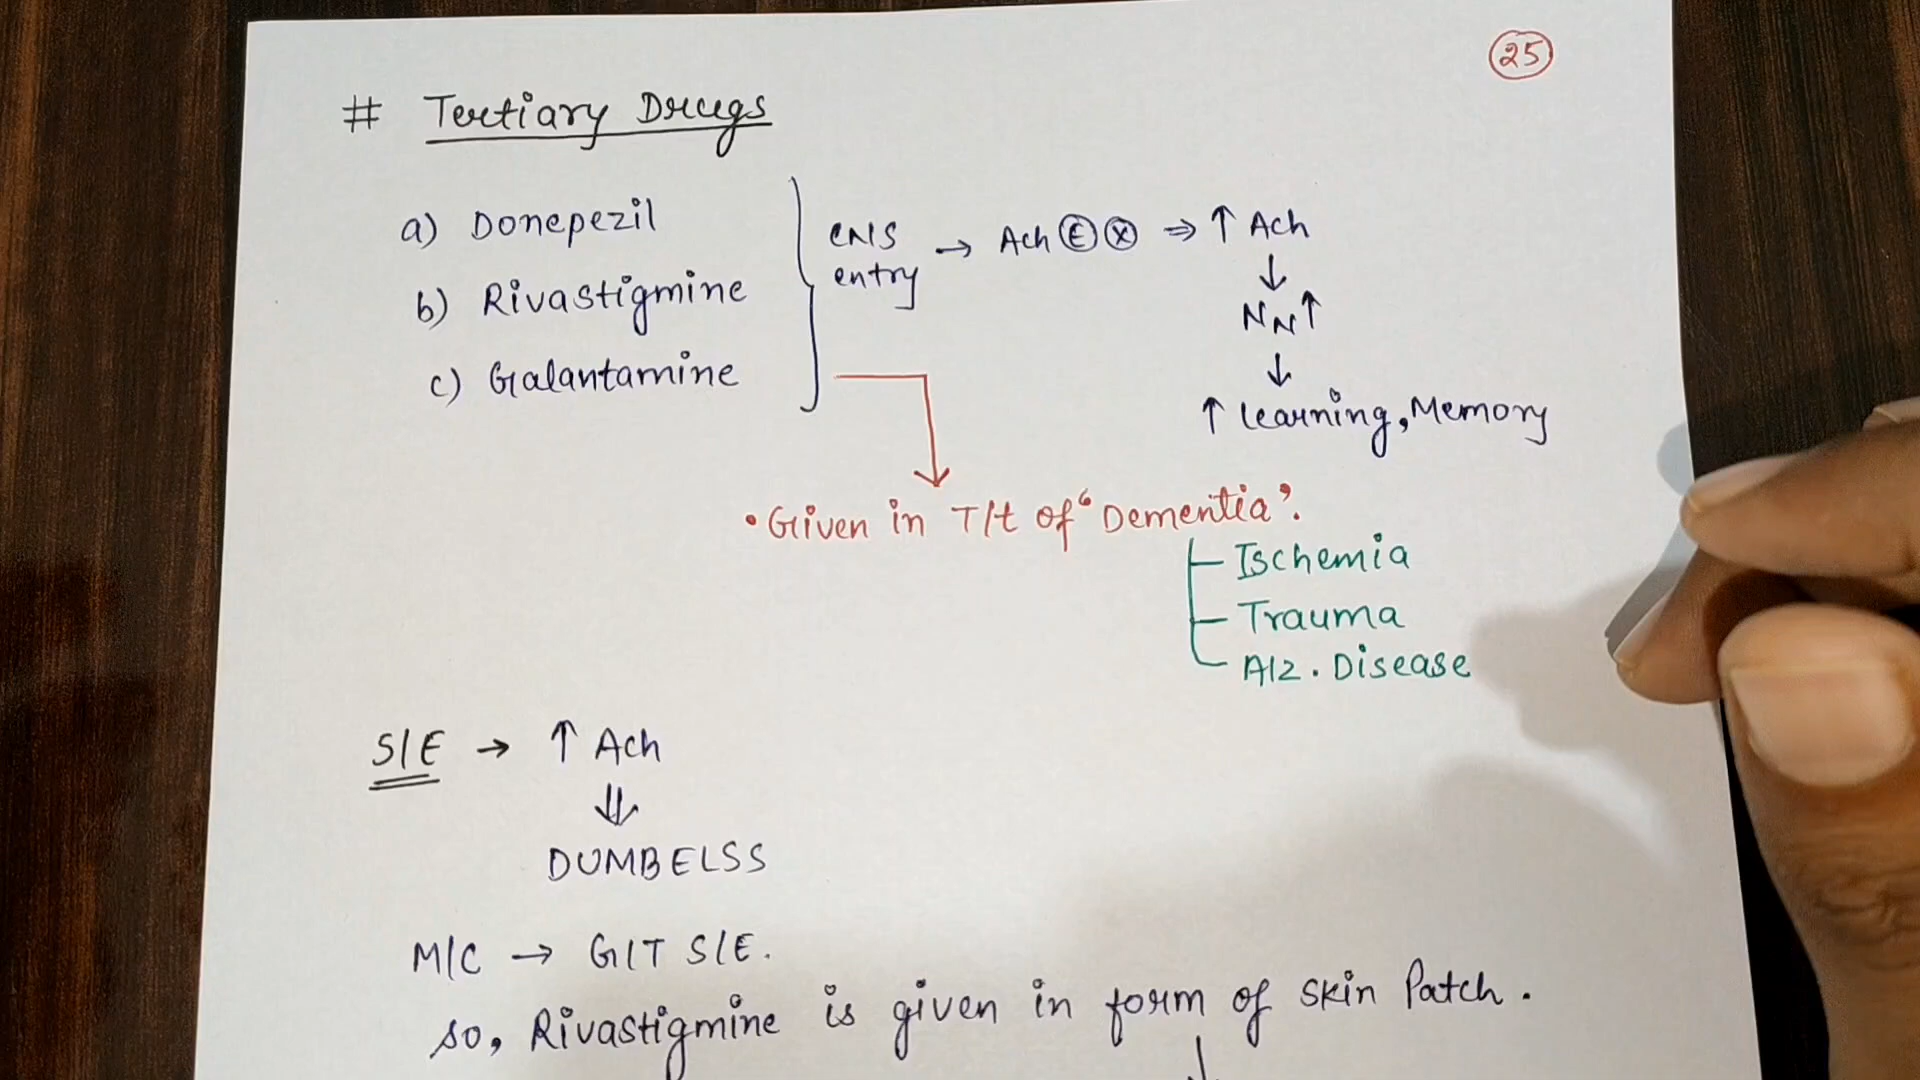 25
# Tertiary Drugs
a) Donepezil
b) Rivastigmine
c) Galantamine
CNS entry → Ach Ⓔ ⓧ ⇒ ↑ Ach
↓
NN↑
↓
↑ learning, Memory
• Given in T/t of "Dementia".
Ischemia
Trauma
Alz. Disease
S/E → ↑ Ach
⇓
DUMBELSS
M/C → GIT S/E.
so, Rivastigmine is given in form of skin Patch.
↓